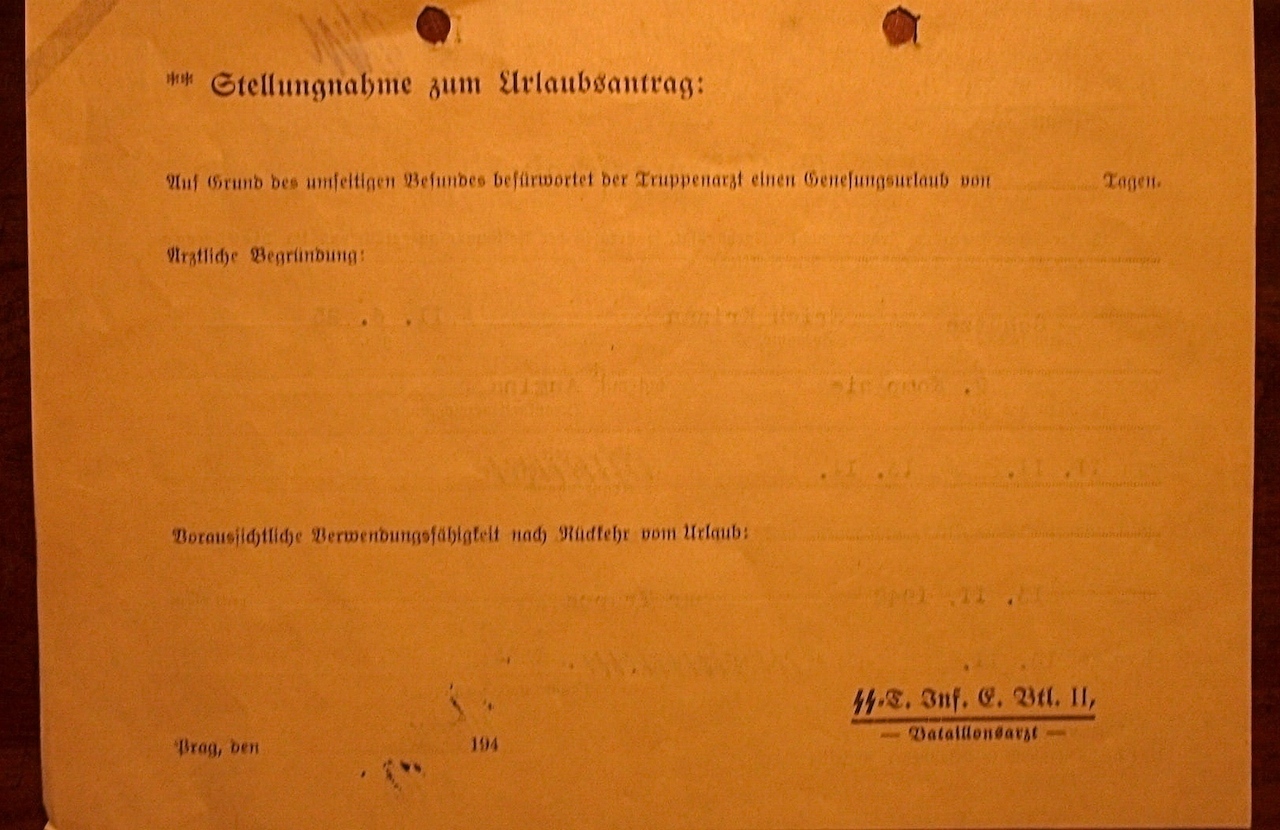 ** Stellungnahme zum Urlaubsantrag:
Auf Grund des umseitigen Befundes befürwortet der Truppenarzt einen Genesungsurlaub von Tagen.
Ärztliche Begründung:
Voraussichtliche Verwendungsfähigkeit nach Rückkehr vom Urlaub:
SS-T. Inf. E. Btl. II,
— Bataillonsarzt —
Prag, den 194